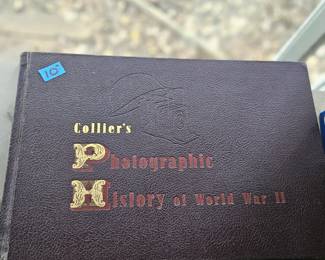 10
Collier's
Photographic
History of World War II